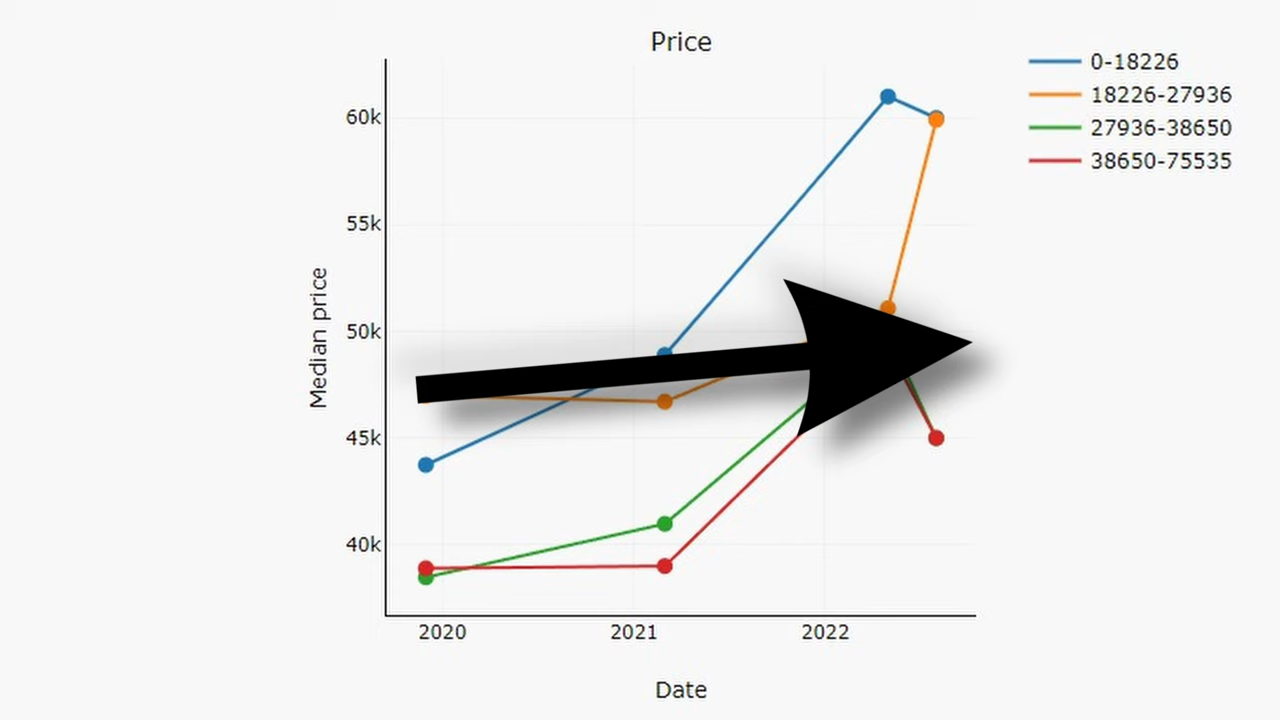 Price
0-18226
18226-27936
27936-38650
38650-75535
60k
55k
50k
45k
40k
Median price
2020
2021
2022
Date